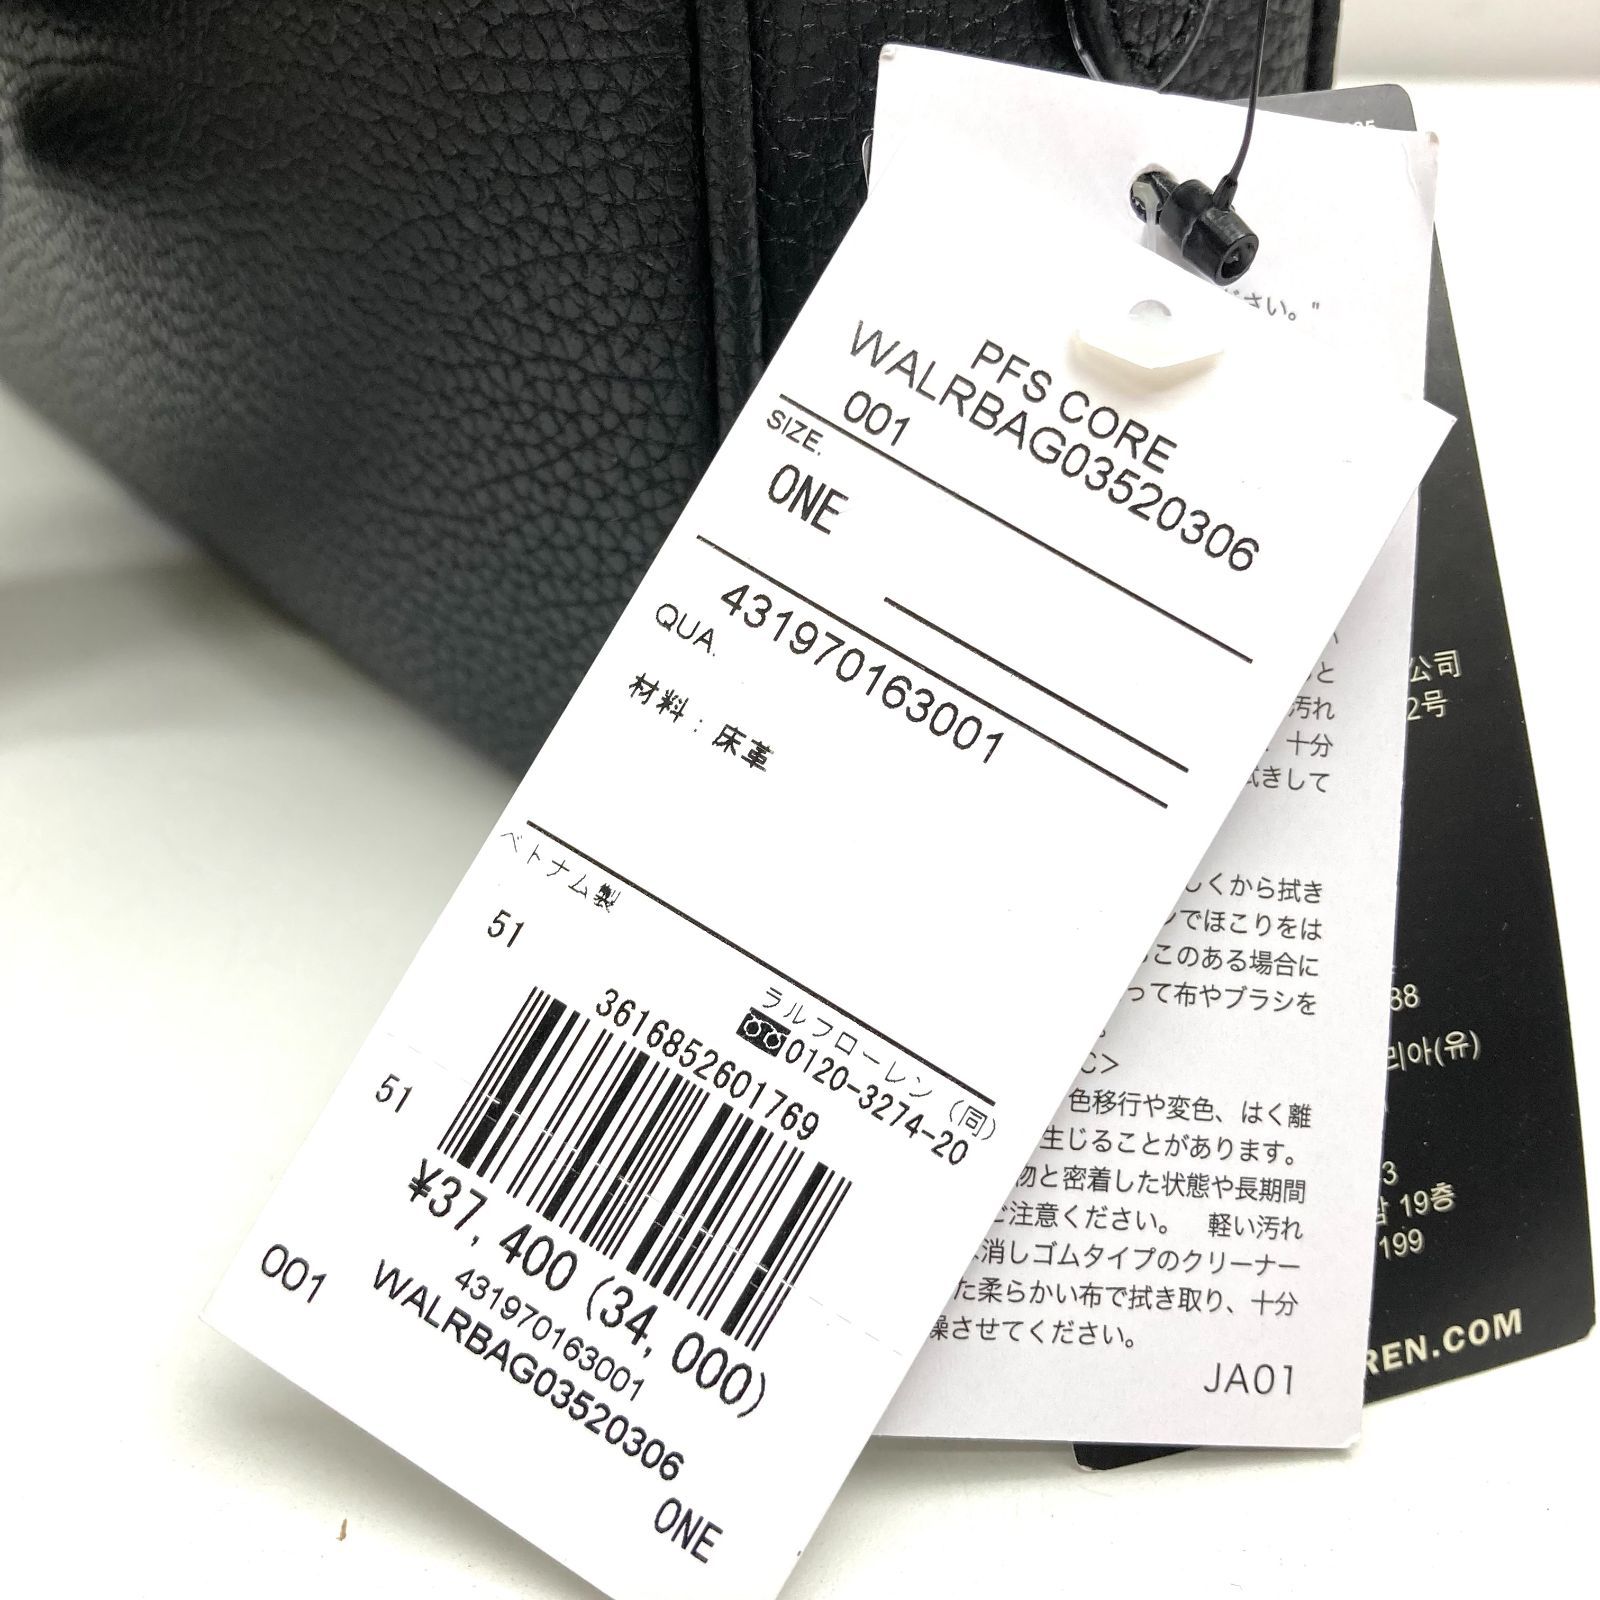 PFS CORE
WALRBAG03520306
001
SIZE.
ONE
431970163001
QUA.
材料：床革
ベトナム製
51
ラルフローレン (同)
0120-3274-20
3616852601769
51
¥37,400 (34,000)
431970163001
001
WALRBAG03520306
ONE
さい。"
と
汚れ
、十分
拭きして
しくから拭き
でほこりをは
このある場合に
って布やブラシを
。
C>
色移行や変色、はく離
生じることがあります。
物と密着した状態や長期間
ご注意ください。 軽い汚れ
消しゴムタイプのクリーナー
た柔らかい布で拭き取り、十分
燥させてください。
JA01
公司
2号
88
리아(유)
3
19층
199
REN.COM